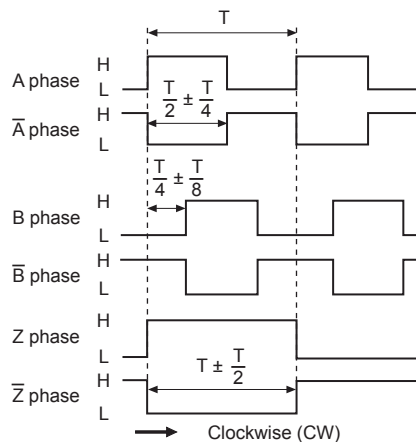 T
H
A phase
L
T/2 ± T/4
H
A̅ phase
L
T/4 ± T/8
H
B phase
L
H
B̅ phase
L
H
Z phase
L
T ± T/2
H
Z̅ phase
L
Clockwise (CW)